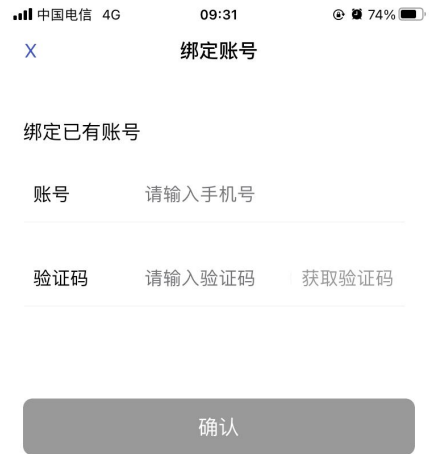 中国电信 4G 09:31 74%
X 绑定账号
绑定已有账号
账号 请输入手机号
验证码 请输入验证码 获取验证码
确认